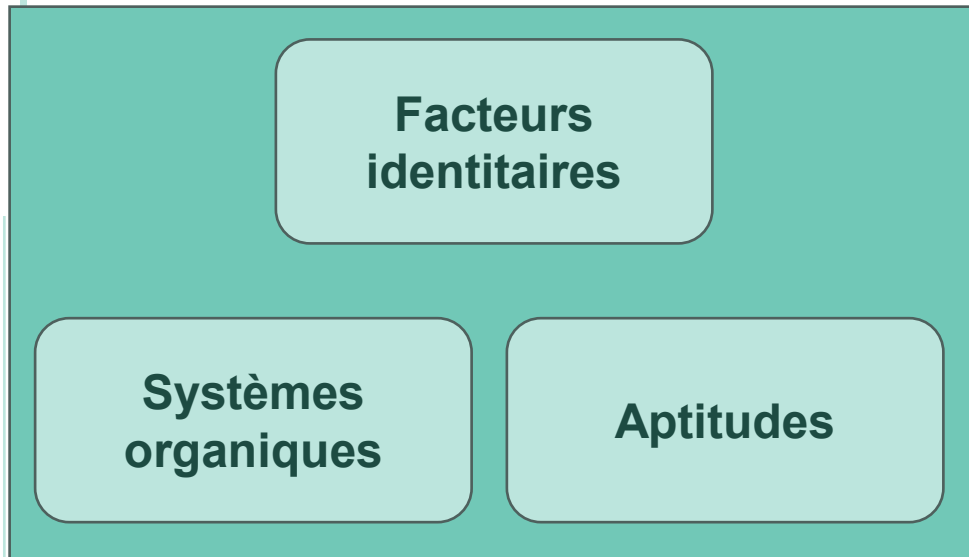 Facteurs
identitaires
Systèmes
organiques
Aptitudes